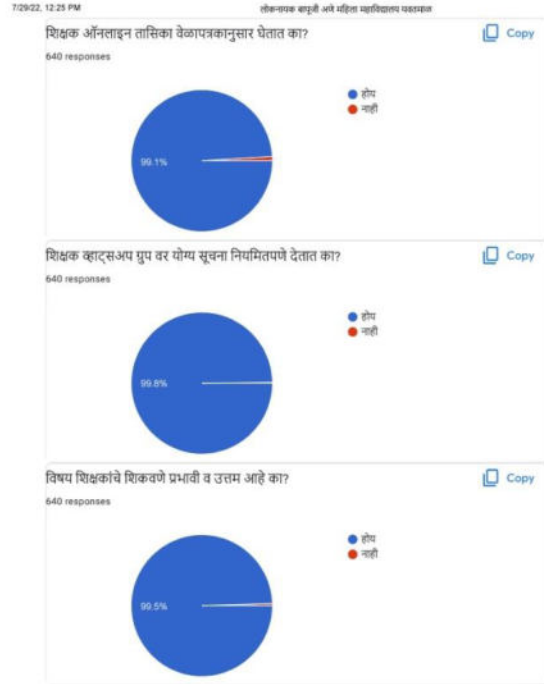 7/29/22, 12:25 PM
लोकनायक बापूजी अणे महिला महाविद्यालय यवतमाळ
शिक्षक ऑनलाइन तासिका वेळापत्रकानुसार घेतात का?
Copy
640 responses
होय
नाही
99.1%
शिक्षक व्हाट्सअप ग्रुप वर योग्य सूचना नियमितपणे देतात का?
Copy
640 responses
होय
नाही
99.8%
विषय शिक्षकांचे शिकवणे प्रभावी व उत्तम आहे का?
Copy
640 responses
होय
नाही
99.5%